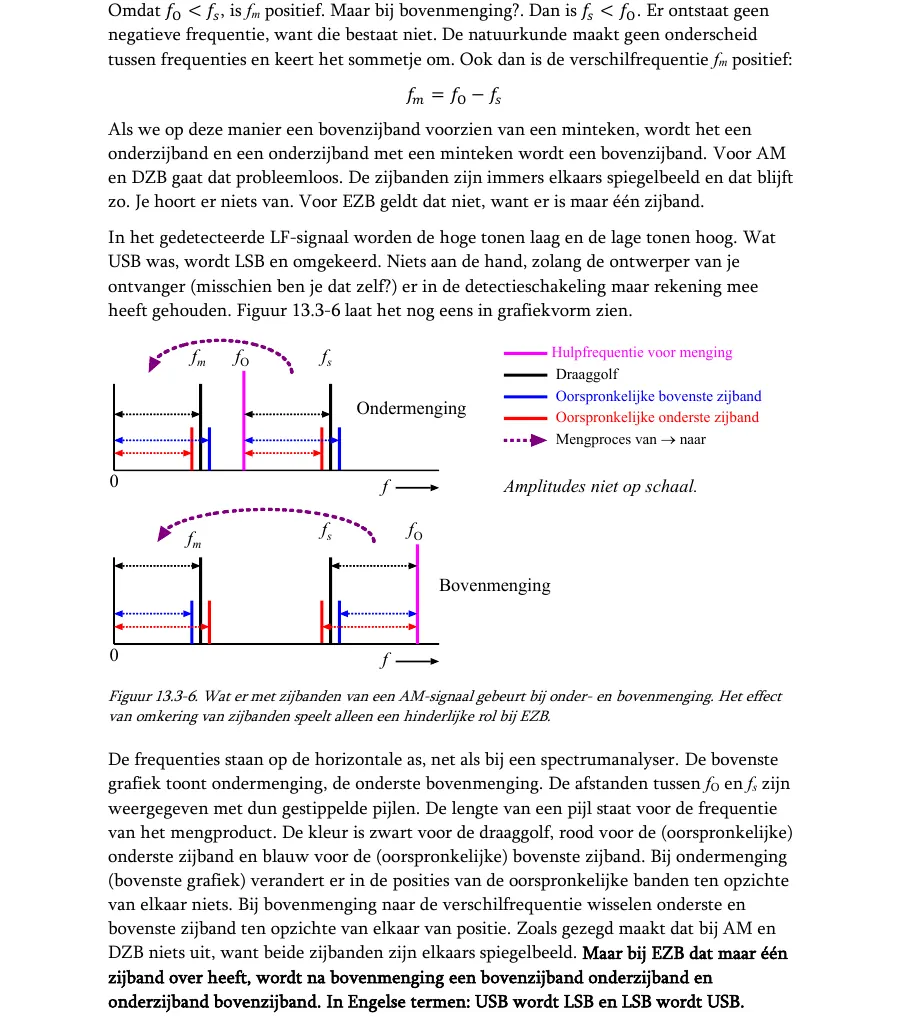 Omdat fO < fs, is fm positief. Maar bij bovenmenging?. Dan is fs < fO. Er ontstaat geen
negatieve frequentie, want die bestaat niet. De natuurkunde maakt geen onderscheid
tussen frequenties en keert het sommetje om. Ook dan is de verschilfrequentie fm positief:
fm = fO − fs
Als we op deze manier een bovenzijband voorzien van een minteken, wordt het een
onderzijband en een onderzijband met een minteken wordt een bovenzijband. Voor AM
en DZB gaat dat probleemloos. De zijbanden zijn immers elkaars spiegelbeeld en dat blijft
zo. Je hoort er niets van. Voor EZB geldt dat niet, want er is maar één zijband.
In het gedetecteerde LF-signaal worden de hoge tonen laag en de lage tonen hoog. Wat
USB was, wordt LSB en omgekeerd. Niets aan de hand, zolang de ontwerper van je
ontvanger (misschien ben je dat zelf?) er in de detectieschakeling maar rekening mee
heeft gehouden. Figuur 13.3-6 laat het nog eens in grafiekvorm zien.
fm fO fs
Ondermenging
0
f
Hulpfrequentie voor menging
Draaggolf
Oorspronkelijke bovenste zijband
Oorspronkelijke onderste zijband
Mengproces van → naar
Amplitudes niet op schaal.
fm fs fO
Bovenmenging
0
f
Figuur 13.3-6. Wat er met zijbanden van een AM-signaal gebeurt bij onder- en bovenmenging. Het effect
van omkering van zijbanden speelt alleen een hinderlijke rol bij EZB.
De frequenties staan op de horizontale as, net als bij een spectrumanalyser. De bovenste
grafiek toont ondermenging, de onderste bovenmenging. De afstanden tussen fO en fs zijn
weergegeven met dun gestippelde pijlen. De lengte van een pijl staat voor de frequentie
van het mengproduct. De kleur is zwart voor de draaggolf, rood voor de (oorspronkelijke)
onderste zijband en blauw voor de (oorspronkelijke) bovenste zijband. Bij ondermenging
(bovenste grafiek) verandert er in de posities van de oorspronkelijke banden ten opzichte
van elkaar niets. Bij bovenmenging naar de verschilfrequentie wisselen onderste en
bovenste zijband ten opzichte van elkaar van positie. Zoals gezegd maakt dat bij AM en
DZB niets uit, want beide zijbanden zijn elkaars spiegelbeeld. Maar bij EZB dat maar één
zijband over heeft, wordt na bovenmenging een bovenzijband onderzijband en
onderzijband bovenzijband. In Engelse termen: USB wordt LSB en LSB wordt USB.